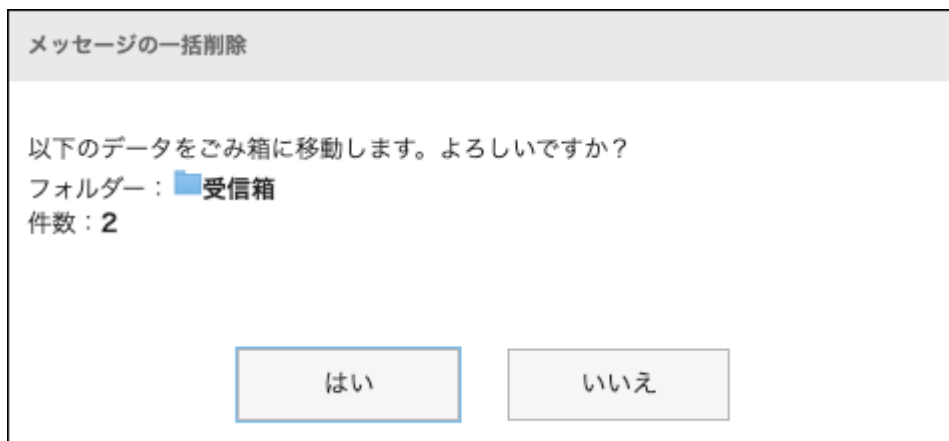 メッセージの一括削除
以下のデータをごみ箱に移動します。よろしいですか？
フォルダー：受信箱
件数：2
はい
いいえ